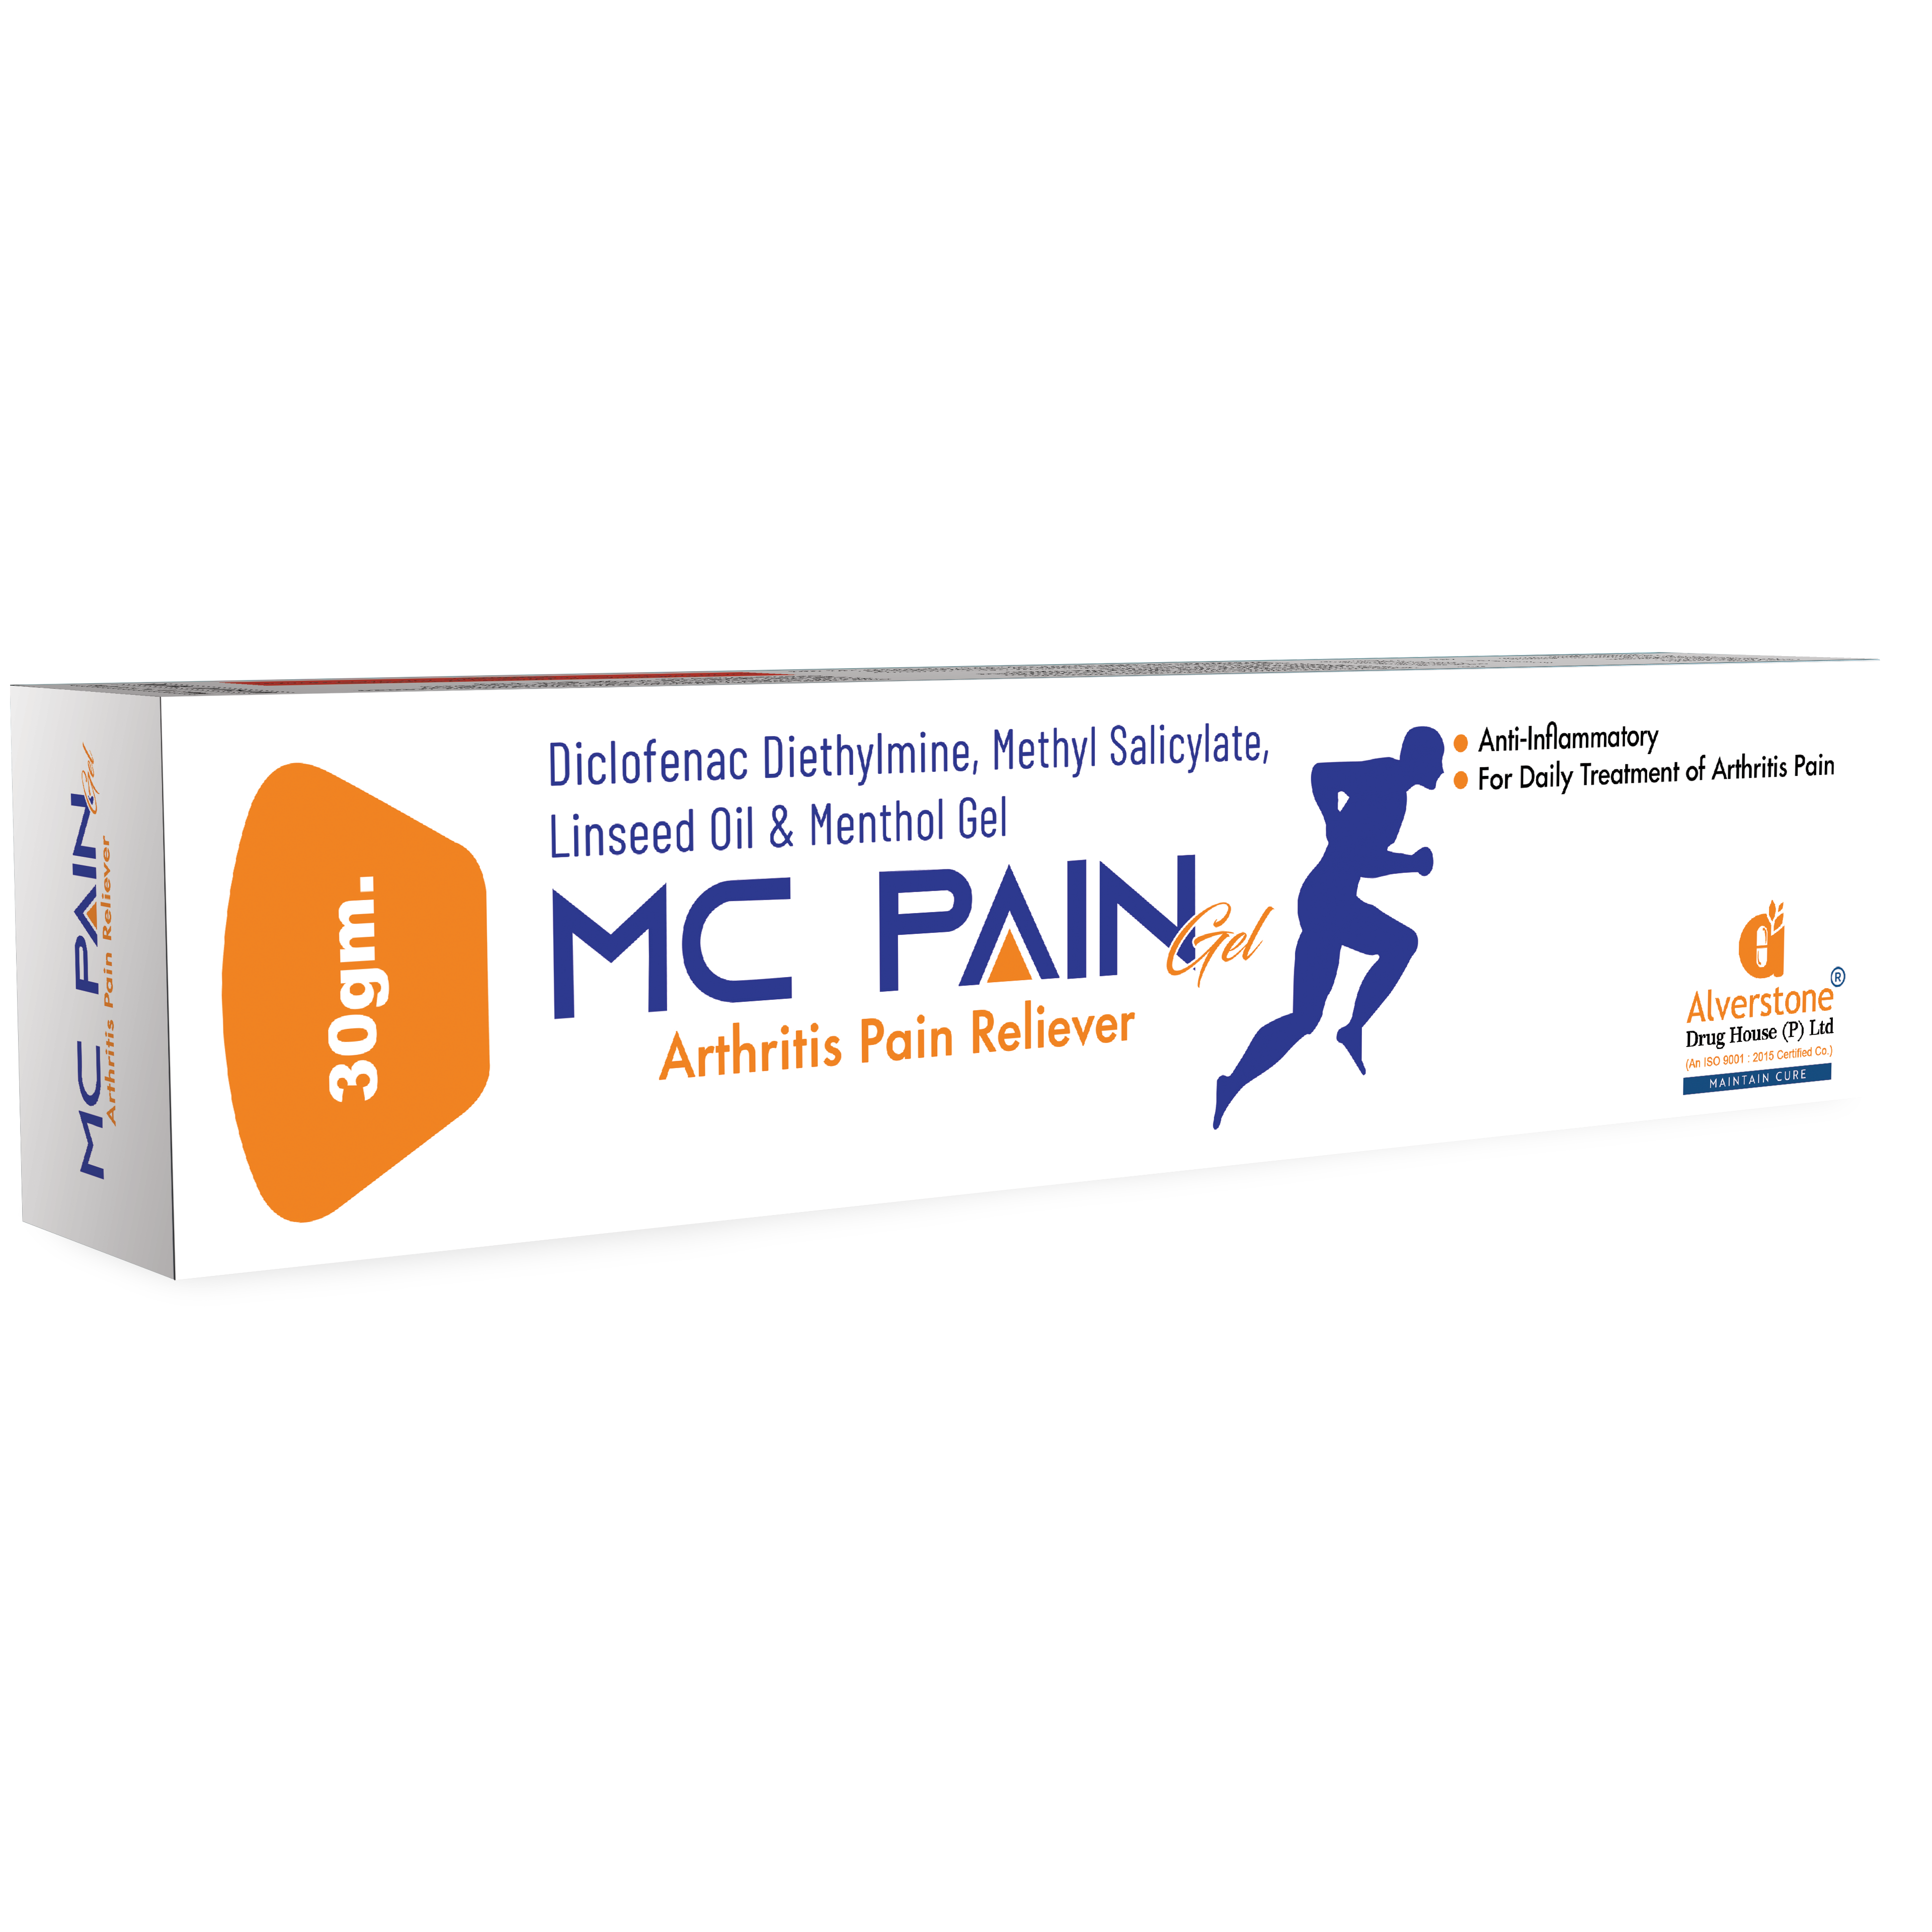 MC PAIN Gel
Arthritis Pain Reliever
30gm.
Diclofenac Diethylmine, Methyl Salicylate,
Linseed Oil & Menthol Gel
MC PAIN Gel
Arthritis Pain Reliever
Anti-Inflammatory
For Daily Treatment of Arthritis Pain
Alverstone®
Drug House (P) Ltd
(An ISO 9001 : 2015 Certified Co.)
MAINTAIN CURE